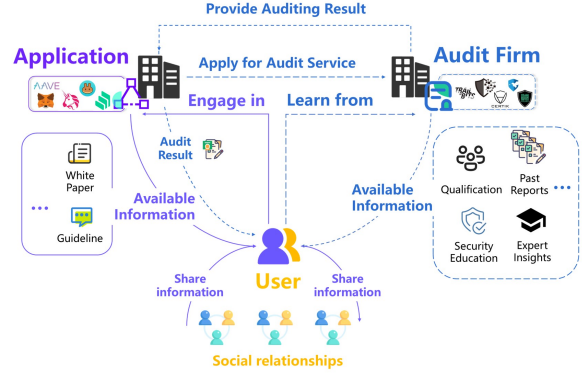 Provide Auditing Result
Application
Apply for Audit Service
Audit Firm
AAVE
CERTIK
Engage in
Learn from
White
Paper
Guideline
...
Audit
Result
Available
Information
Available
Information
Qualification
Past
Reports
Security
Education
Expert
Insights
...
User
Share
information
Share
information
Social relationships